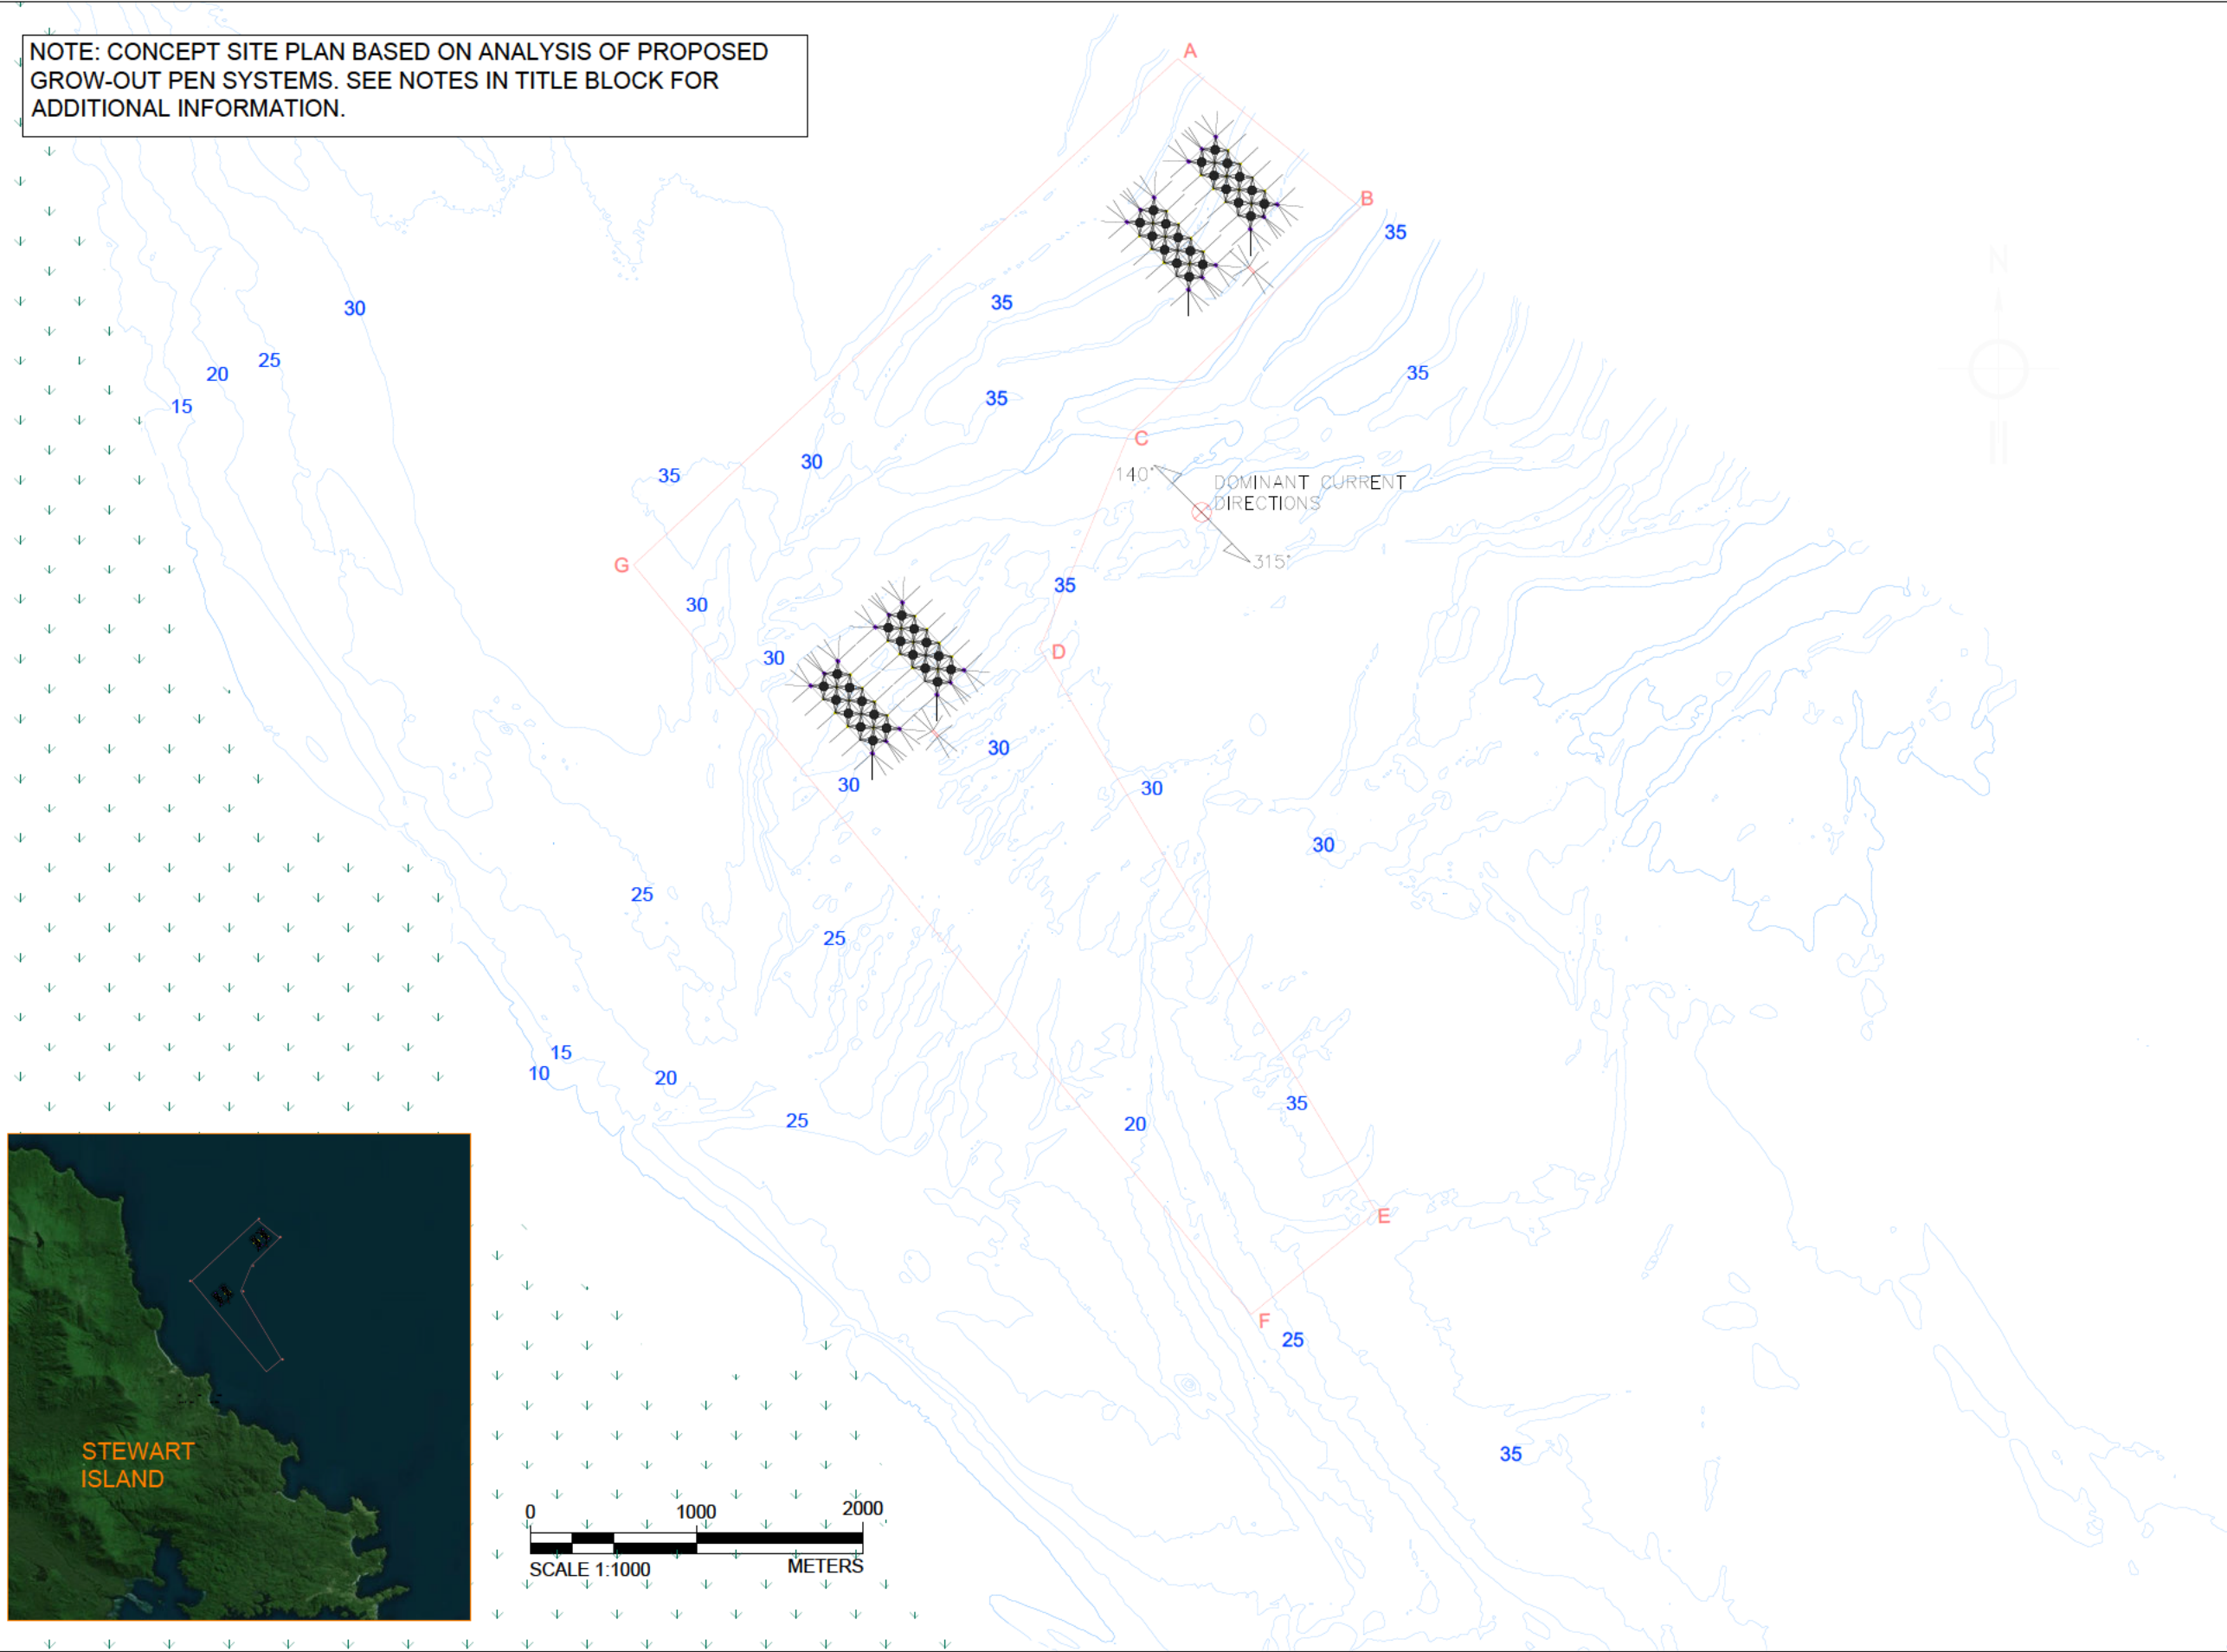 NOTE: CONCEPT SITE PLAN BASED ON ANALYSIS OF PROPOSED
GROW-OUT PEN SYSTEMS. SEE NOTES IN TITLE BLOCK FOR
ADDITIONAL INFORMATION.
A
B
35
N
30
35
25
20
35
35
15
C
30
35
140°
DOMINANT CURRENT
DIRECTIONS
315°
G
35
30
D
30
30
30
30
30
25
25
15
10
20
25
35
20
E
F
25
35
STEWART
ISLAND
0
1000
2000
SCALE 1:1000
METERS